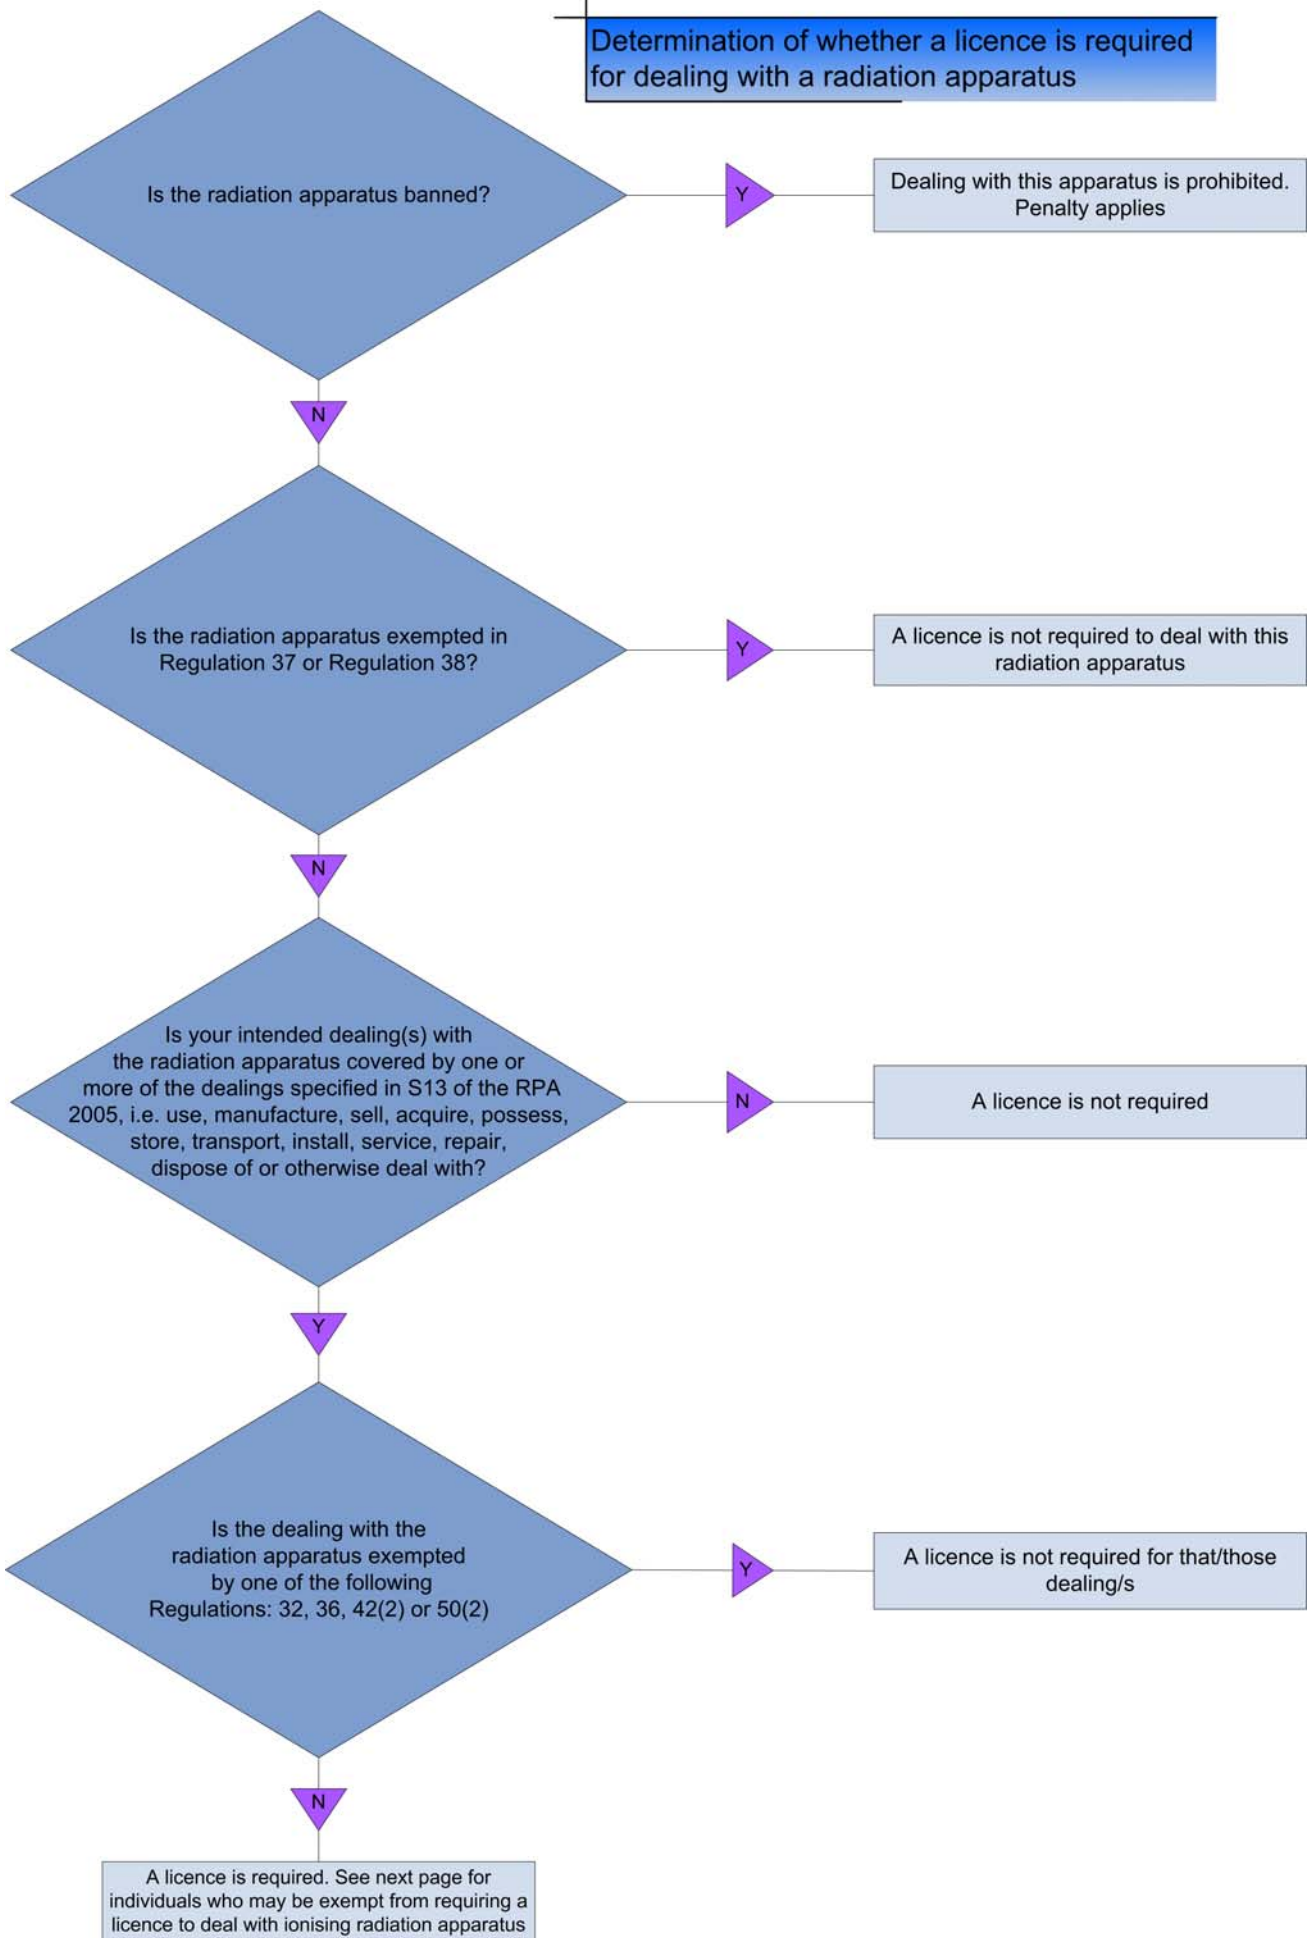 Determination of whether a licence is required
for dealing with a radiation apparatus
Is the radiation apparatus banned?
Y
Dealing with this apparatus is prohibited.
Penalty applies
N
Is the radiation apparatus exempted in
Regulation 37 or Regulation 38?
Y
A licence is not required to deal with this
radiation apparatus
N
Is your intended dealing(s) with
the radiation apparatus covered by one or
more of the dealings specified in S13 of the RPA
2005, i.e. use, manufacture, sell, acquire, possess,
store, transport, install, service, repair,
dispose of or otherwise deal with?
N
A licence is not required
Y
Is the dealing with the
radiation apparatus exempted
by one of the following
Regulations: 32, 36, 42(2) or 50(2)
Y
A licence is not required for that/those
dealing/s
N
A licence is required. See next page for
individuals who may be exempt from requiring a
licence to deal with ionising radiation apparatus